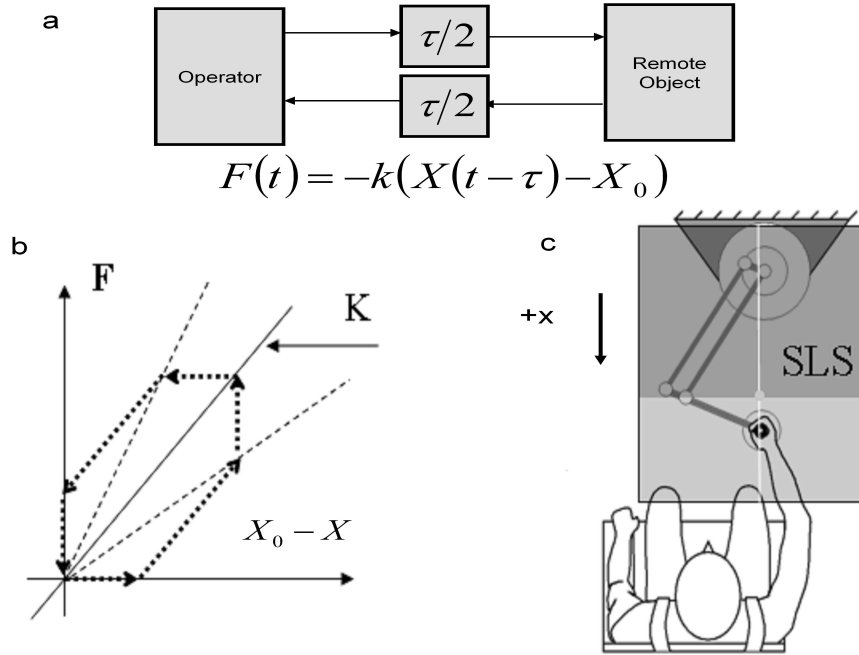 a
Operator
τ/2
τ/2
Remote
Object
F(t) = -k(X(t - τ) - X₀)
b
F
K
X₀ - X
c
+x
SLS